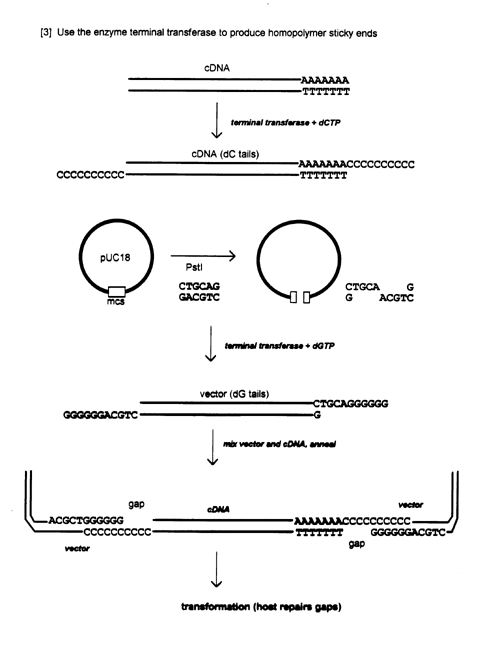 [3] Use the enzyme terminal transferase to produce homopolymer sticky ends
cDNA
AAAAAAA
TTTTTTT
terminal transferase + dCTP
cDNA (dC tails)
AAAAAAACCCCCCCCCC
CCCCCCCCCC TTTTTTT
pUC18
mcs
PstI
CTGCAG
GACGTC
CTGCA G
G ACGTC
terminal transferase + dGTP
vector (dG tails)
CTGCAGGGGGG
GGGGGGACGTC G
mix vector and cDNA, anneal
gap cDNA vector
ACGCTGGGGGG AAAAAAACCCCCCCCCC
CCCCCCCCCC TTTTTTT GGGGGGACGTC
vector gap
transformation (host repairs gaps)